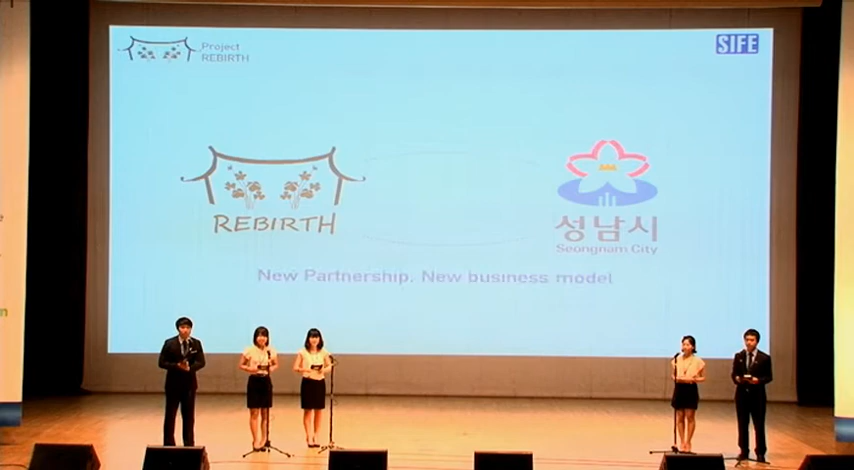 Project
REBIRTH
SIFE
REBIRTH
성남시
Seongnam City
New Partnership. New business model